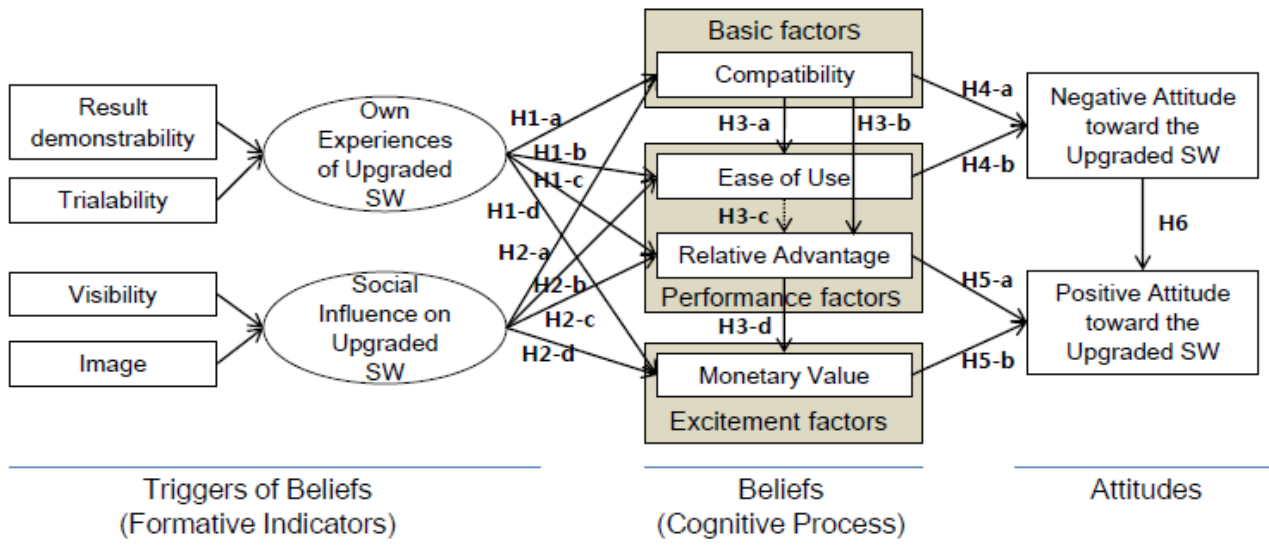 Result
demonstrability
Trialability
Visibility
Image
Own
Experiences
of Upgraded
SW
Social
Influence on
Upgraded
SW
H1-a
H1-b
H1-c
H1-d
H2-a
H2-b
H2-c
H2-d
Basic factors
Compatibility
H3-a
H3-b
Ease of Use
H3-c
Relative Advantage
Performance factors
H3-d
Monetary Value
Excitement factors
H4-a
H4-b
H5-a
H5-b
Negative Attitude
toward the
Upgraded SW
H6
Positive Attitude
toward the
Upgraded SW
Triggers of Beliefs
(Formative Indicators)
Beliefs
(Cognitive Process)
Attitudes